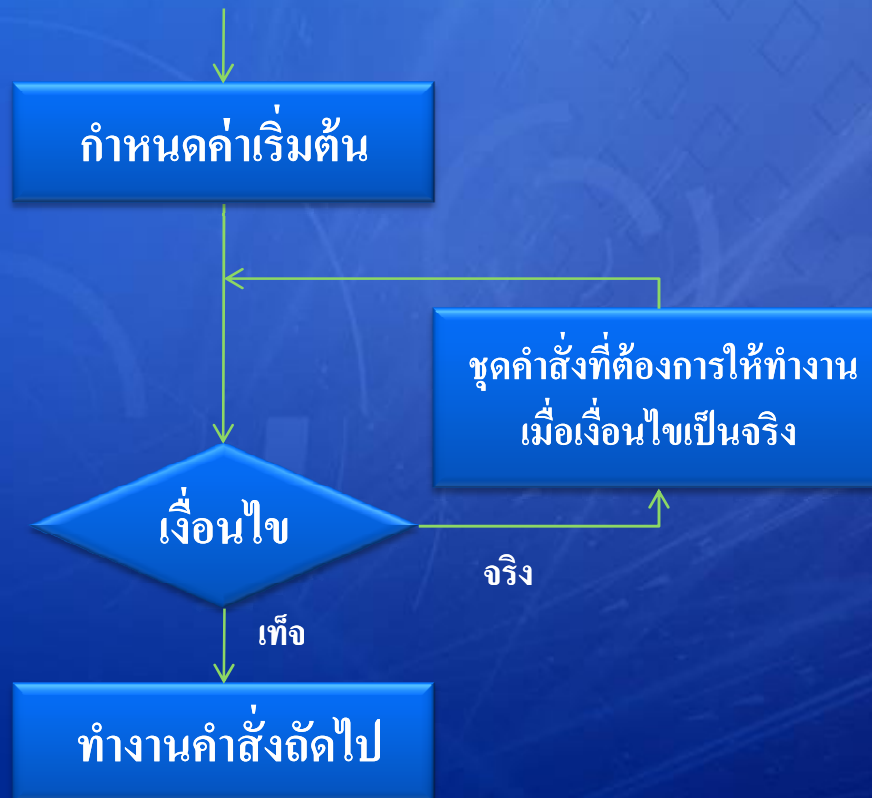 กำหนดค่าเริ่มต้น
ชุดคำสั่งที่ต้องการให้ทำงาน
เมื่อเงื่อนไขเป็นจริง
เงื่อนไข
จริง
เท็จ
ทำงานคำสั่งถัดไป